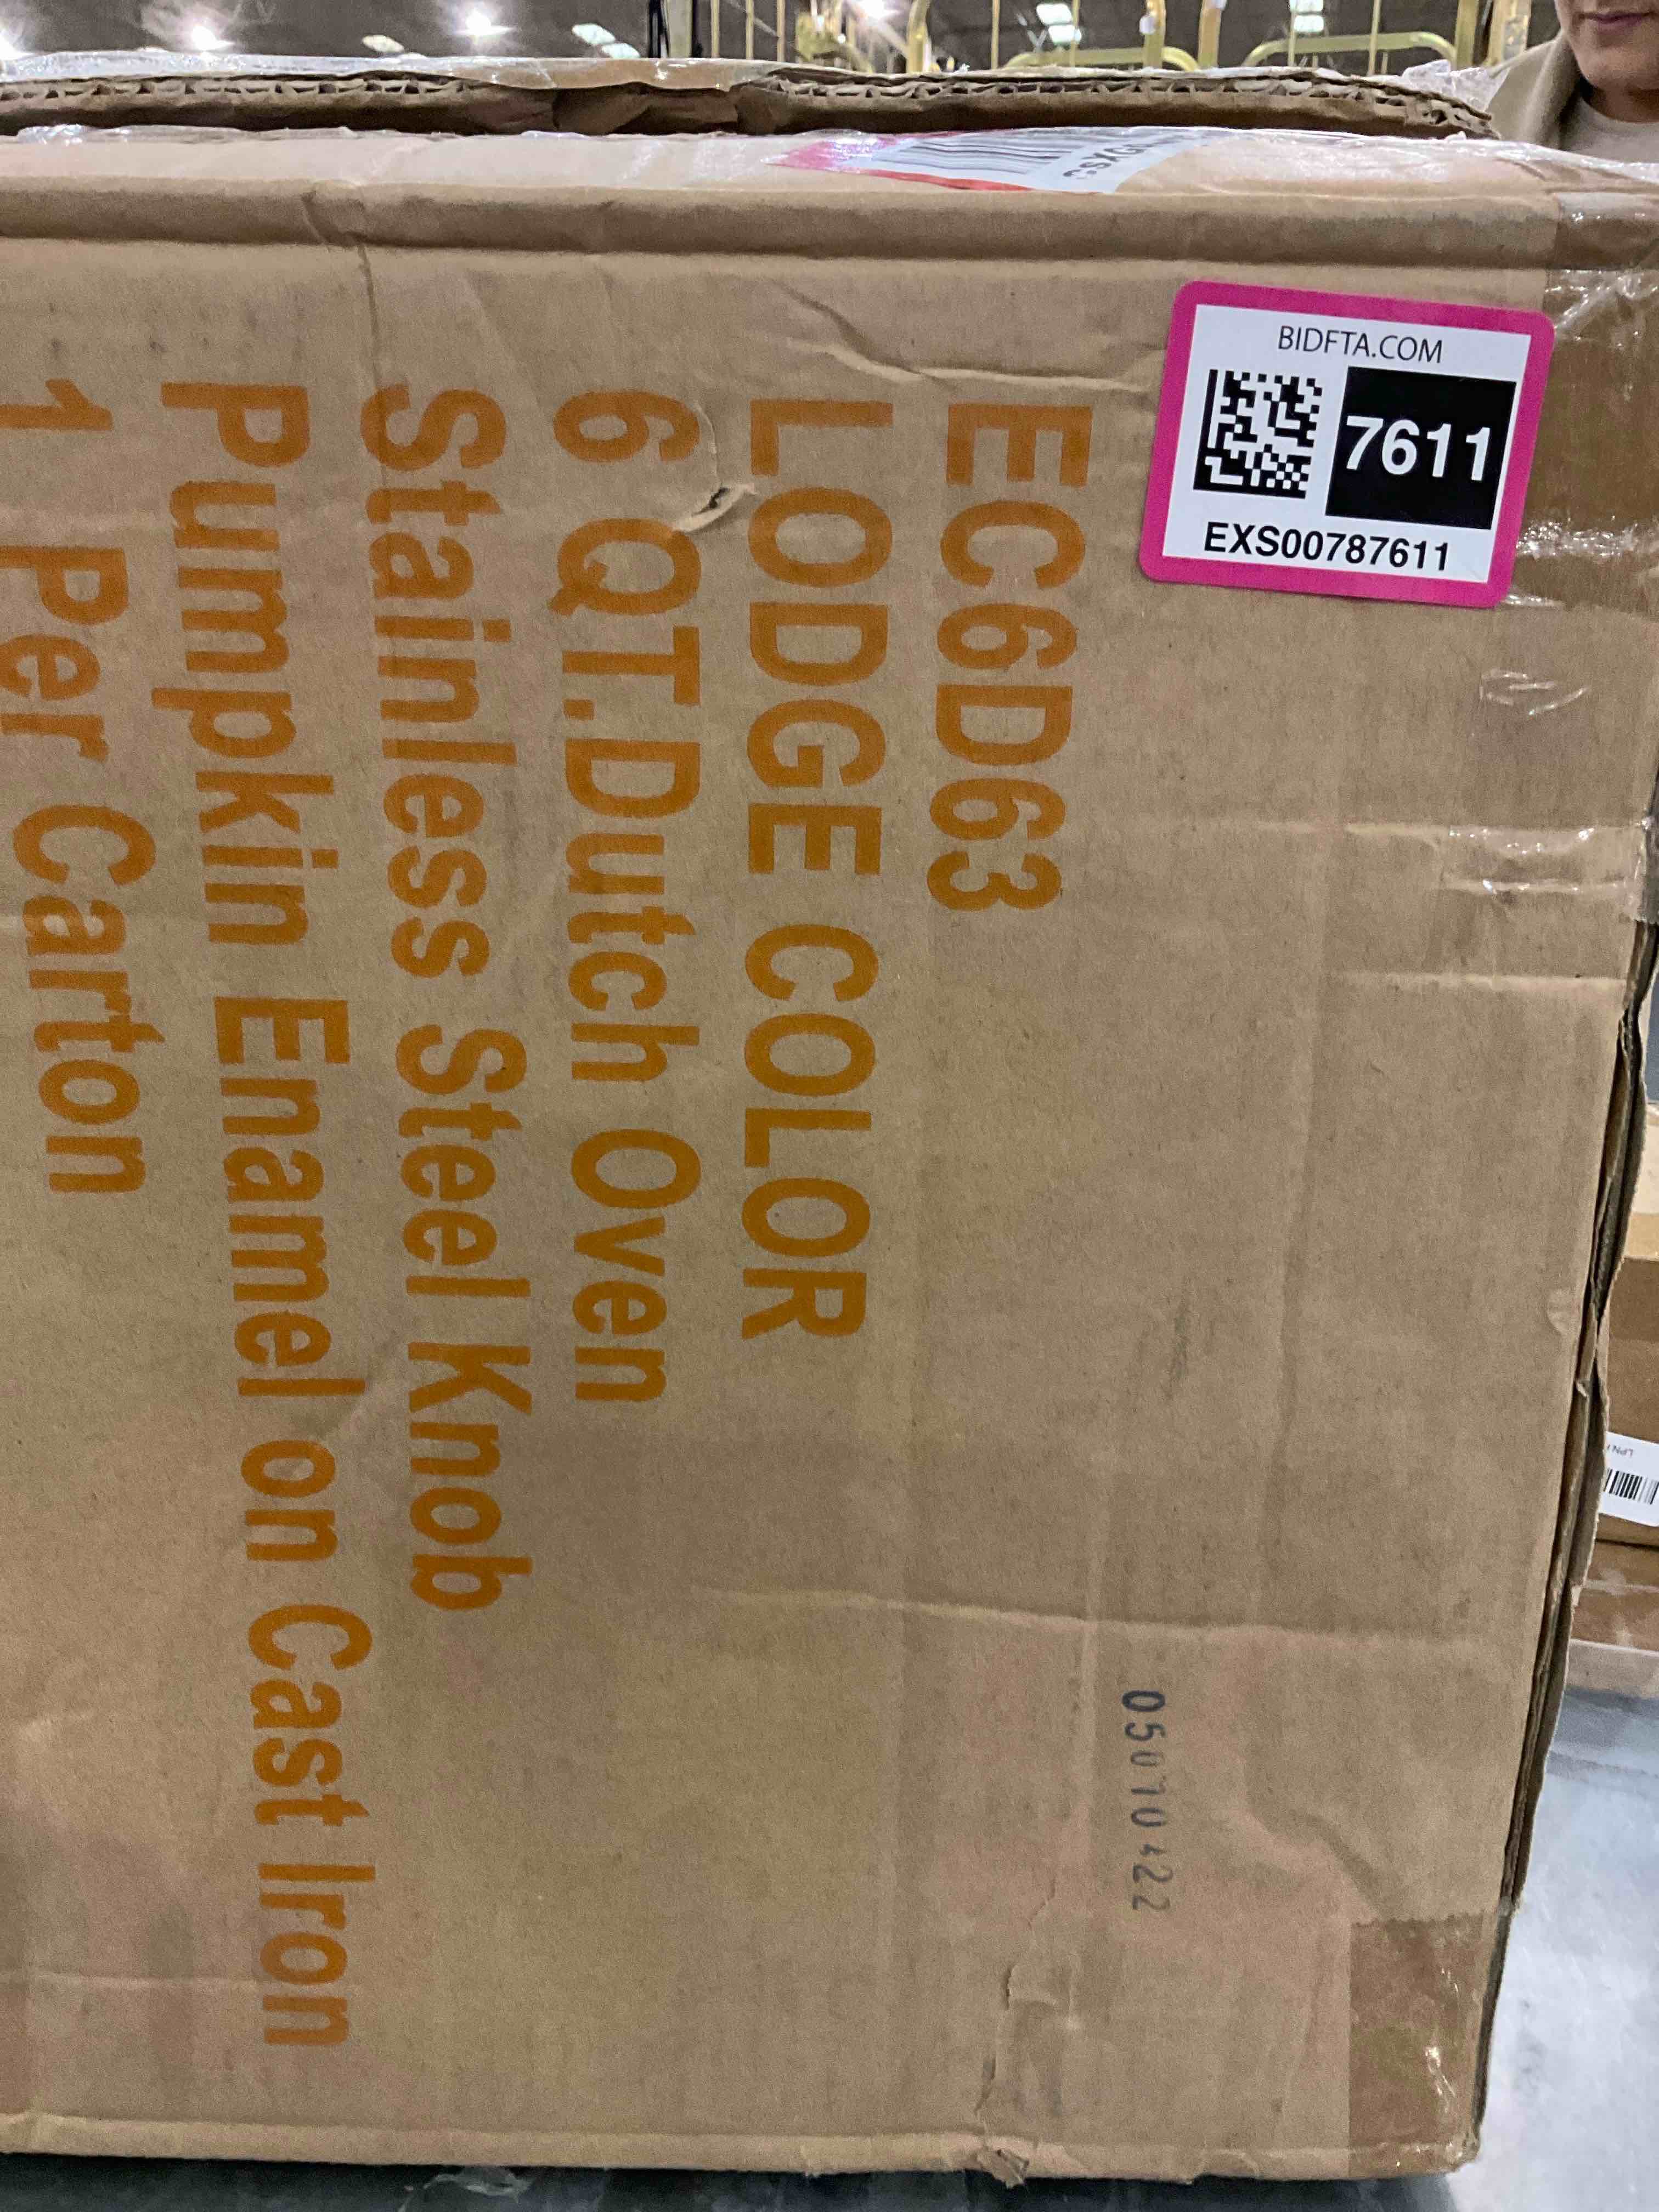 BIDFTA.COM
7611
EXS00787611
EC6D63
LODGE COLOR
6 QT.Dutch Oven
Stainless Steel Knob
Pumpkin Enamel on Cast Iron
1 Per Carton
LPN